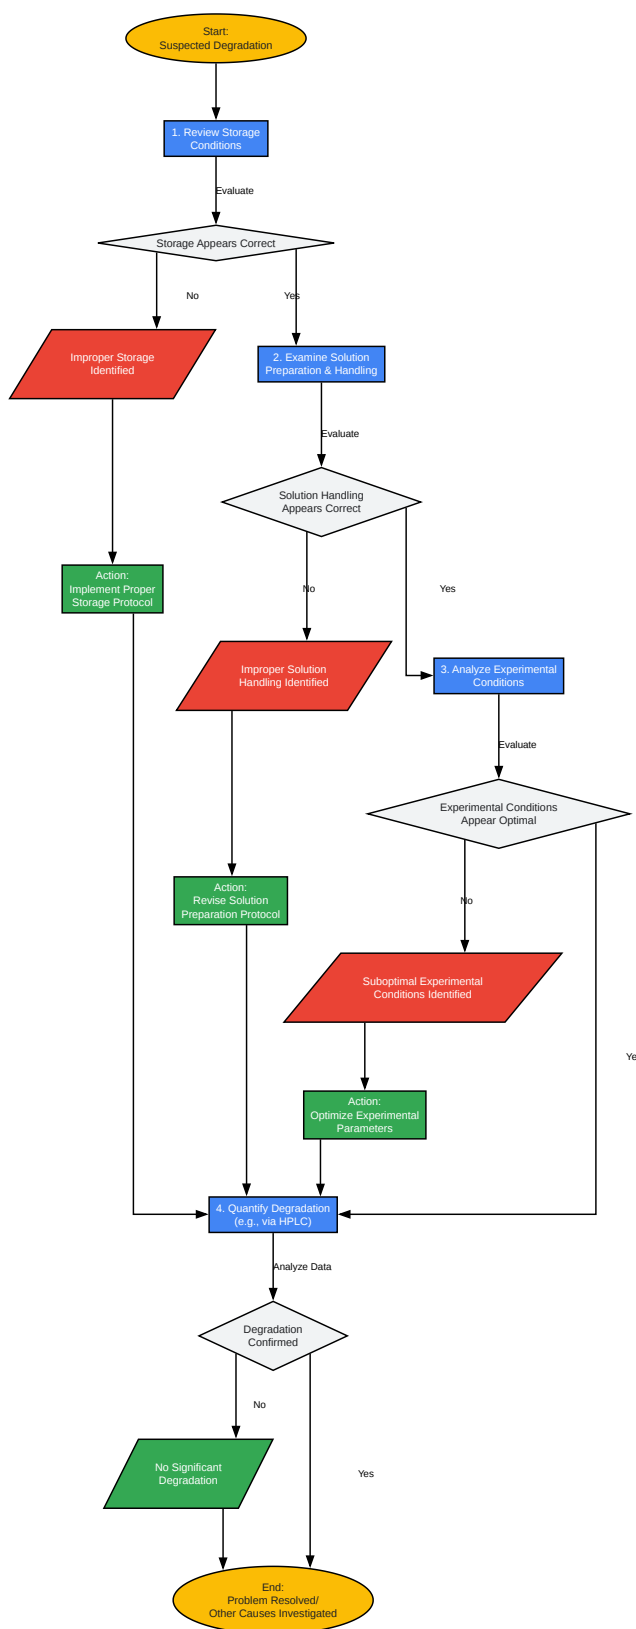 Start:
Suspected Degradation
1. Review Storage
Conditions
Evaluate
Storage Appears Correct
No
Yes
Improper Storage
Identified
2. Examine Solution
Preparation & Handling
Evaluate
Solution Handling
Appears Correct
Action:
Implement Proper
Storage Protocol
No
Yes
Improper Solution
Handling Identified
3. Analyze Experimental
Conditions
Evaluate
Experimental Conditions
Appear Optimal
Action:
Revise Solution
Preparation Protocol
No
Suboptimal Experimental
Conditions Identified
Ye
Action:
Optimize Experimental
Parameters
4. Quantify Degradation
(e.g., via HPLC)
Analyze Data
Degradation
Confirmed
No
No Significant
Degradation
Yes
End:
Problem Resolved/
Other Causes Investigated